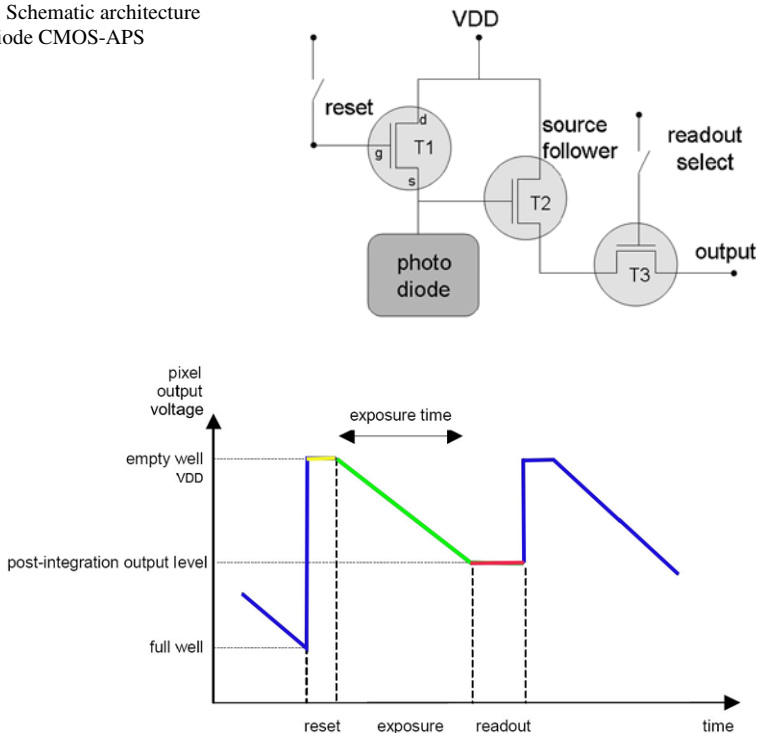 Schematic architecture
iode CMOS-APS
VDD
reset
d
g
T1
s
source
follower
T2
readout
select
T3
output
photo
diode
pixel
output
voltage
exposure time
empty well
VDD
post-integration output level
full well
reset
exposure
readout
time